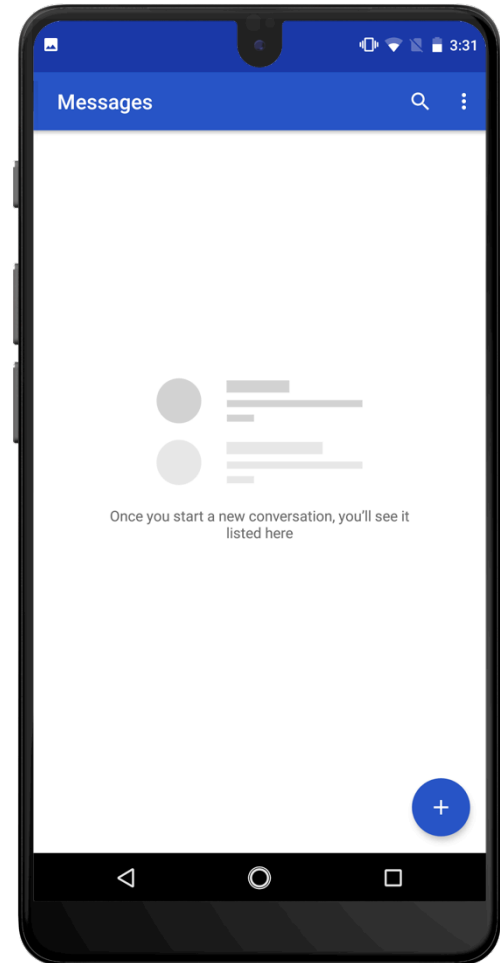 3:31
Messages
Once you start a new conversation, you'll see it
listed here